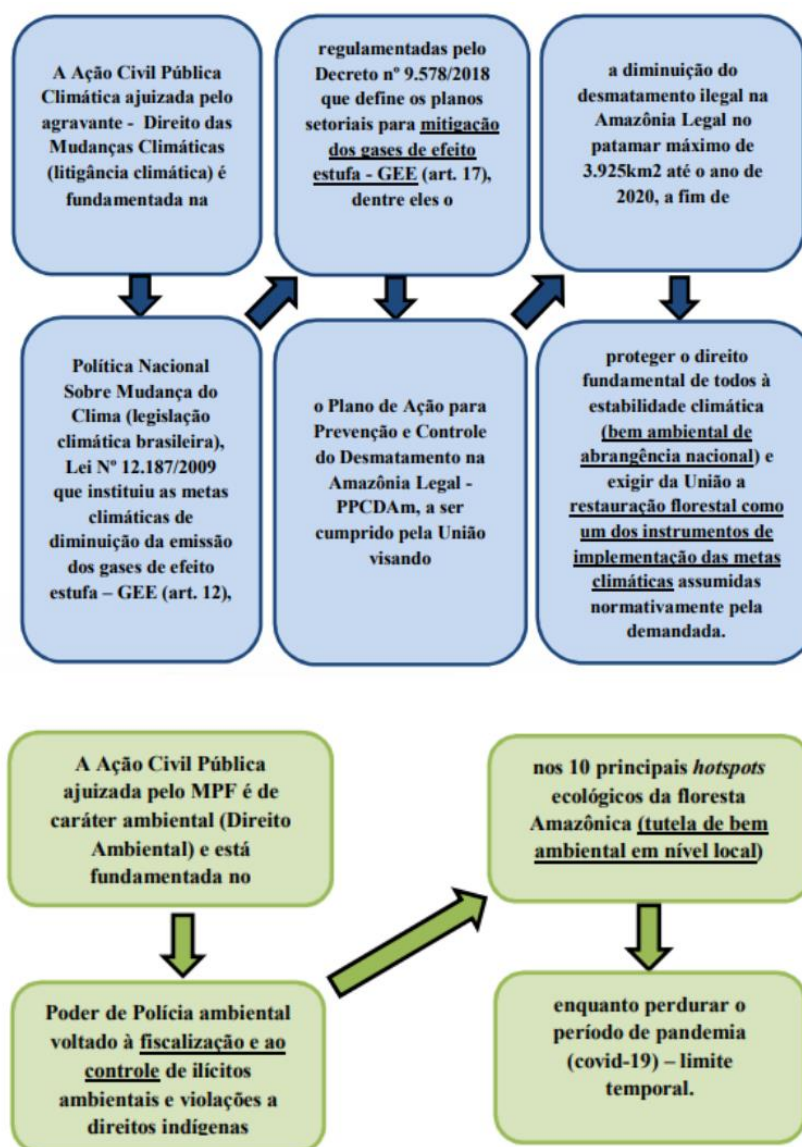 A Ação Civil Pública
Climática ajuizada pelo
agravante - Direito das
Mudanças Climáticas
(litigância climática) é
fundamentada na
Política Nacional
Sobre Mudança do
Clima (legislação
climática brasileira),
Lei Nº 12.187/2009
que instituiu as metas
climáticas de
diminuição da emissão
dos gases de efeito
estufa – GEE (art. 12),
regulamentadas pelo
Decreto nº 9.578/2018
que define os planos
setoriais para mitigação
dos gases de efeito
estufa - GEE (art. 17),
dentre eles o
o Plano de Ação para
Prevenção e Controle
do Desmatamento na
Amazônia Legal -
PPCDAm, a ser
cumprido pela União
visando
a diminuição do
desmatamento ilegal na
Amazônia Legal no
patamar máximo de
3.925km2 até o ano de
2020, a fim de
proteger o direito
fundamental de todos à
estabilidade climática
(bem ambiental de
abrangência nacional) e
exigir da União a
restauração florestal como
um dos instrumentos de
implementação das metas
climáticas assumidas
normativamente pela
demandada.
A Ação Civil Pública
ajuizada pelo MPF é de
caráter ambiental (Direito
Ambiental) e está
fundamentada no
Poder de Polícia ambiental
voltado à fiscalização e ao
controle de ilícitos
ambientais e violações a
direitos indígenas
nos 10 principais hotspots
ecológicos da floresta
Amazônica (tutela de bem
ambiental em nível local)
enquanto perdurar o
período de pandemia
(covid-19) – limite
temporal.